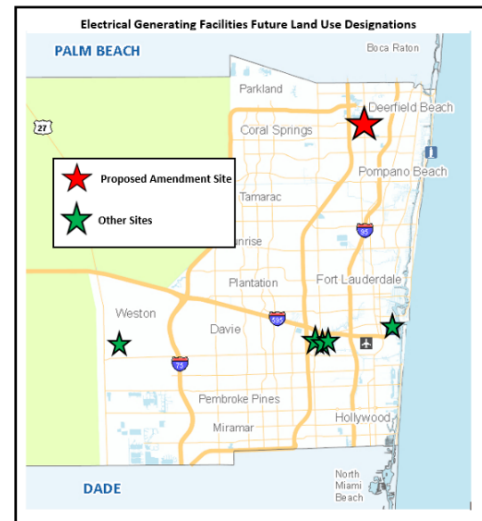 Electrical Generating Facilities Future Land Use Designations
PALM BEACH
Boca Raton
Parkland
Deerfield Beach
27
Coral Springs
Proposed Amendment Site
Pompano Beach
Tamarac
Other Sites
unrise
95
Plantation
Fort Lauderdale
Weston
595
Davie
75
Pembroke Pines
Hollywood
Miramar
North
Miami
Beach
DADE